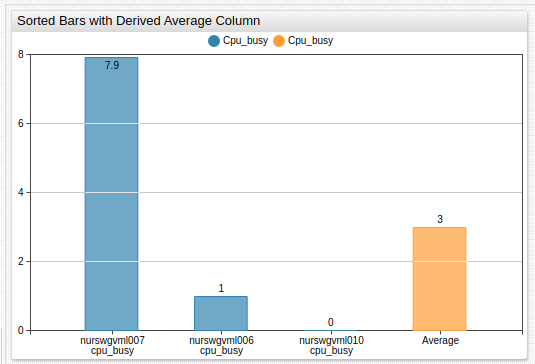 Sorted Bars with Derived Average Column
Cpu_busy Cpu_busy
8
6
4
2
0
7.9
1
0
3
nurswgvml007
cpu_busy
nurswgvml006
cpu_busy
nurswgvml010
cpu_busy
Average